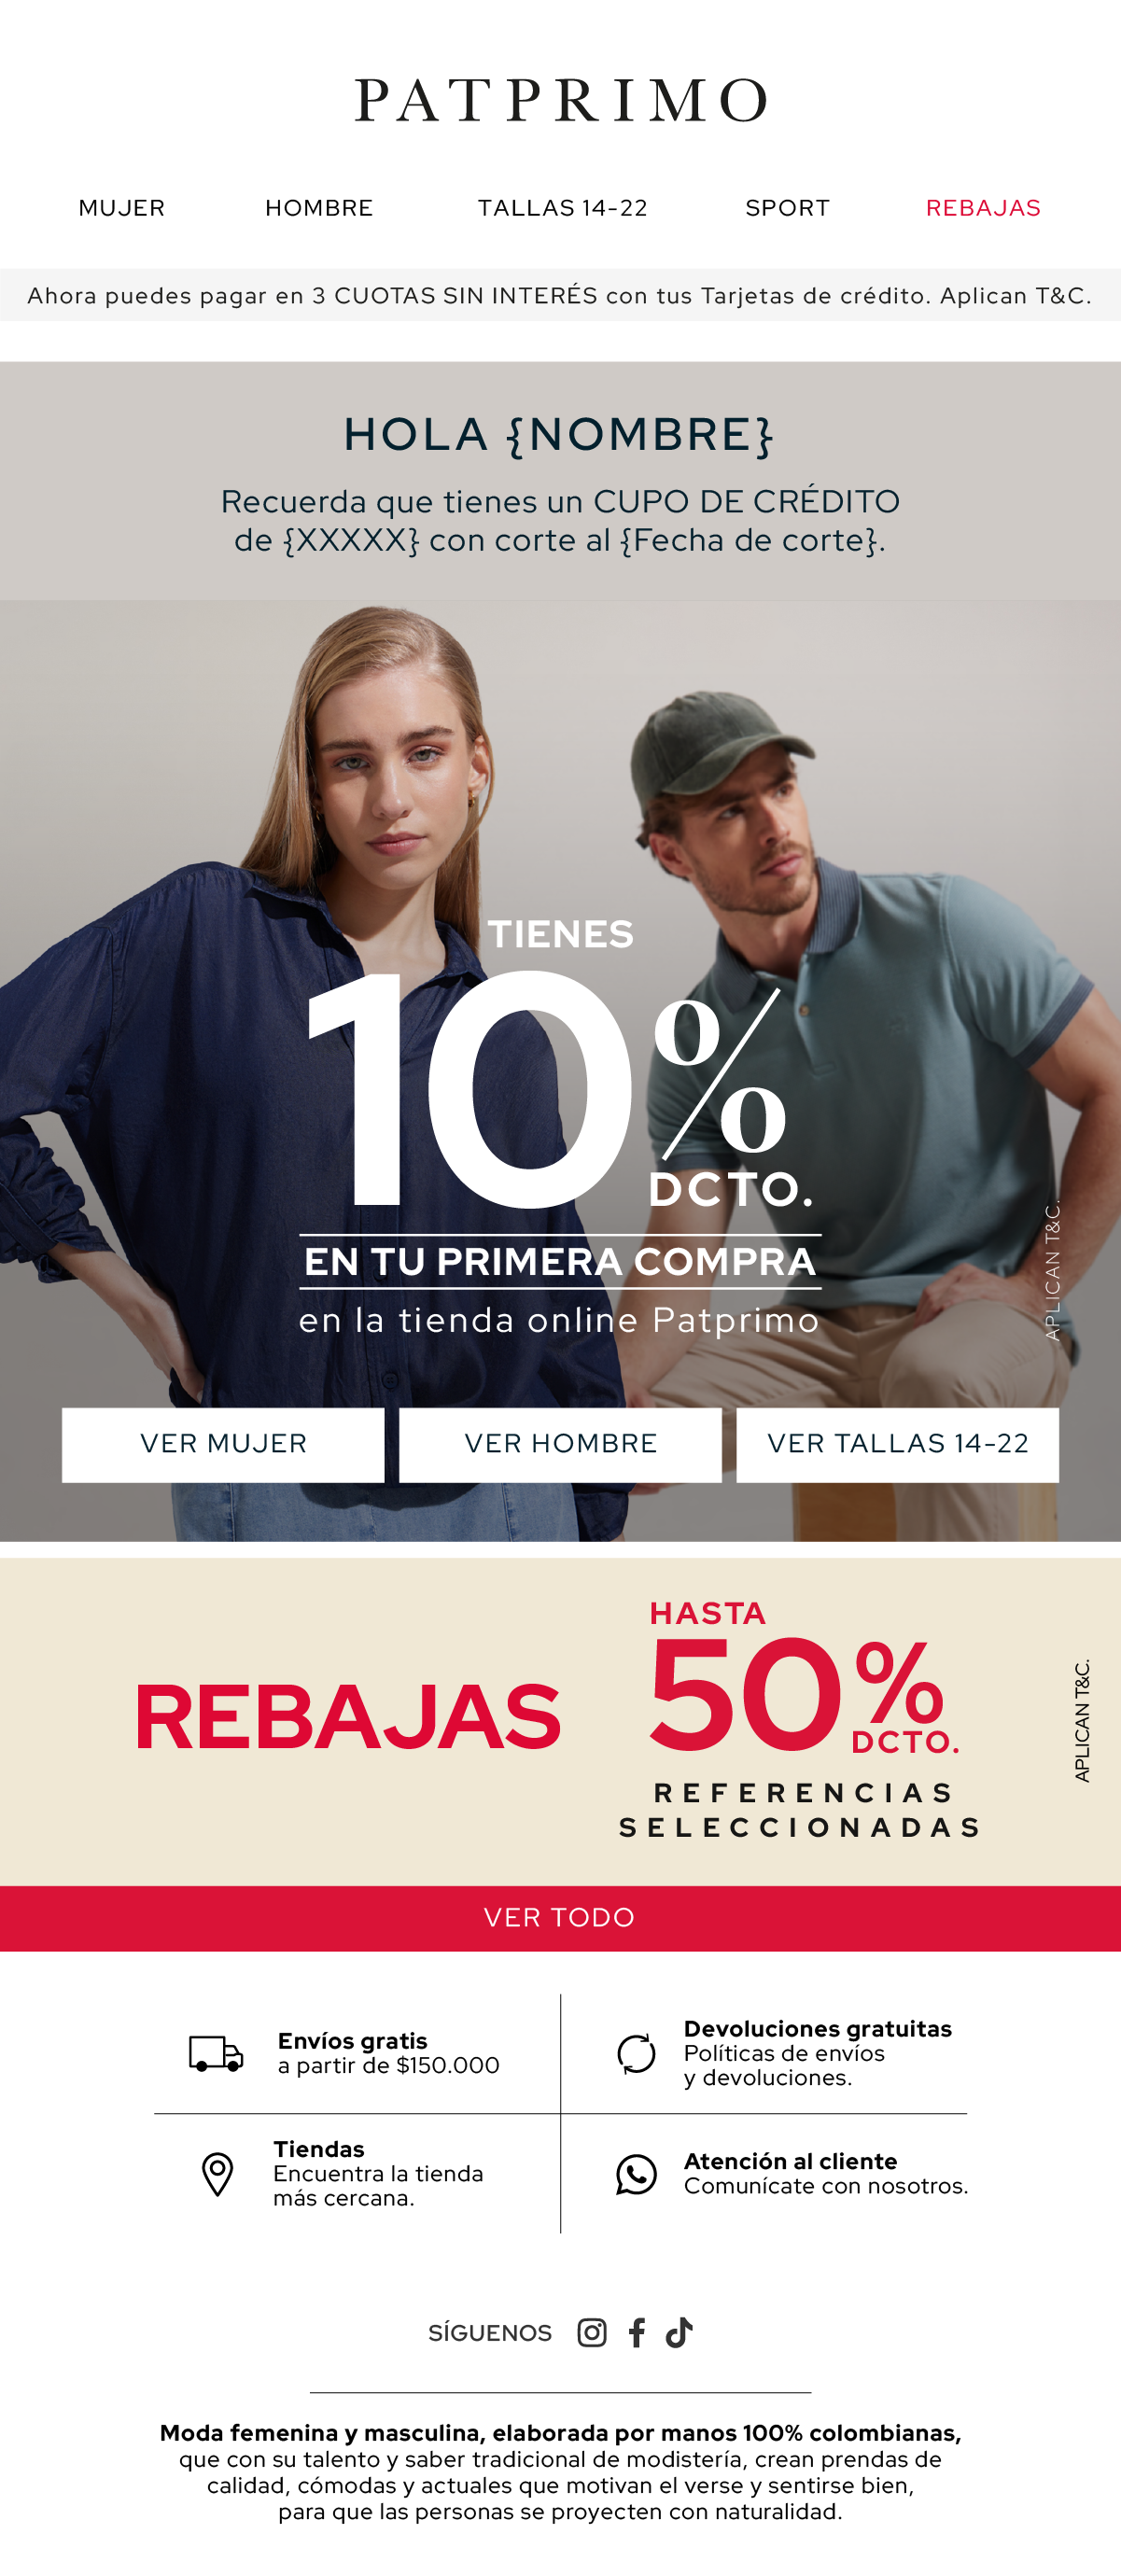 PATPRIMO
MUJER HOMBRE TALLAS 14-22 SPORT REBAJAS
Ahora puedes pagar en 3 CUOTAS SIN INTERÉS con tus Tarjetas de crédito. Aplican T&C.
HOLA {NOMBRE}
Recuerda que tienes un CUPO DE CRÉDITO
de {XXXXX} con corte al {Fecha de corte}.
TIENES
10%
DCTO.
EN TU PRIMERA COMPRA
en la tienda online Patprimo
APLICAN T&C.
VER MUJER VER HOMBRE VER TALLAS 14-22
REBAJAS
HASTA
50%
DCTO.
REFERENCIAS
SELECCIONADAS
APLICAN T&C.
VER TODO
Envíos gratis
a partir de $150.000
Devoluciones gratuitas
Políticas de envíos
y devoluciones.
Tiendas
Encuentra la tienda
más cercana.
Atención al cliente
Comunícate con nosotros.
SÍGUENOS
Moda femenina y masculina, elaborada por manos 100% colombianas,
que con su talento y saber tradicional de modistería, crean prendas de
calidad, cómodas y actuales que motivan el verse y sentirse bien,
para que las personas se proyecten con naturalidad.